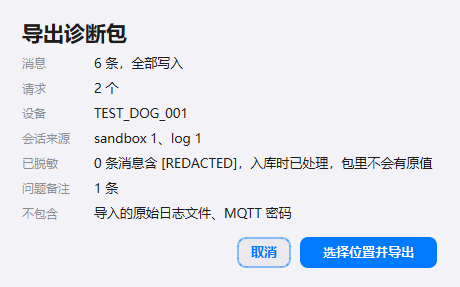 导出诊断包
消息 6 条，全部写入
请求 2 个
设备 TEST_DOG_001
会话来源 sandbox 1、log 1
已脱敏 0 条消息含 [REDACTED]，入库时已处理，包里不会有原值
问题备注 1 条
不包含 导入的原始日志文件、MQTT 密码
取消 选择位置并导出